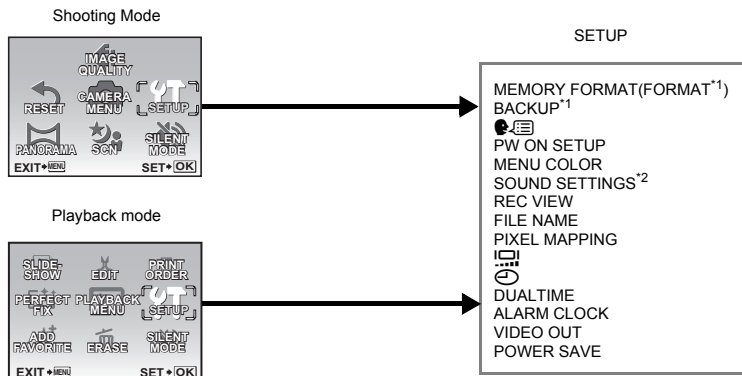 Shooting Mode
IMAGE
QUALITY
RESET
CAMERA
MENU
SETUP
PANORAMA
SCN
SILENT
MODE
EXIT MENU
SET OK
Playback mode
SLIDE-
SHOW
EDIT
PRINT
ORDER
PERFECT
FIX
PLAYBACK
MENU
SETUP
ADD
FAVORITE
ERASE
SILENT
MODE
EXIT MENU
SET OK
SETUP
MEMORY FORMAT(FORMAT*1)
BACKUP*1
PW ON SETUP
MENU COLOR
SOUND SETTINGS*2
REC VIEW
FILE NAME
PIXEL MAPPING
DUALTIME
ALARM CLOCK
VIDEO OUT
POWER SAVE